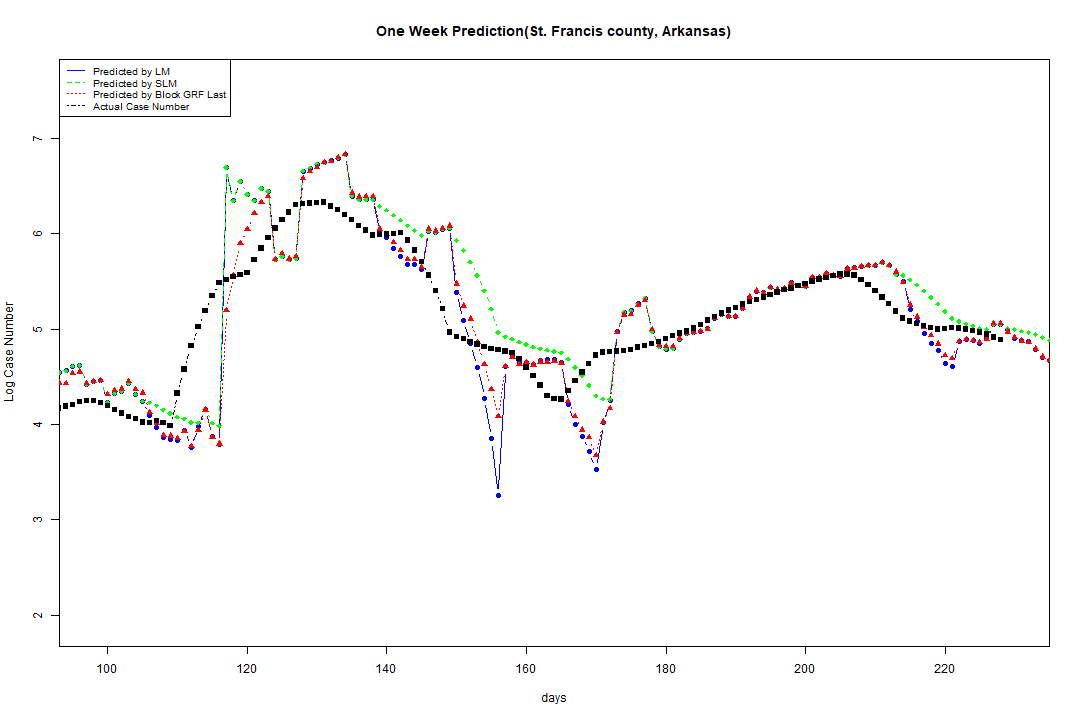 One Week Prediction(St. Francis county, Arkansas)
Predicted by LM
Predicted by SLM
Predicted by Block GRF Last
Actual Case Number
7
6
5
4
3
2
Log Case Number
100 120 140 160 180 200 220
days